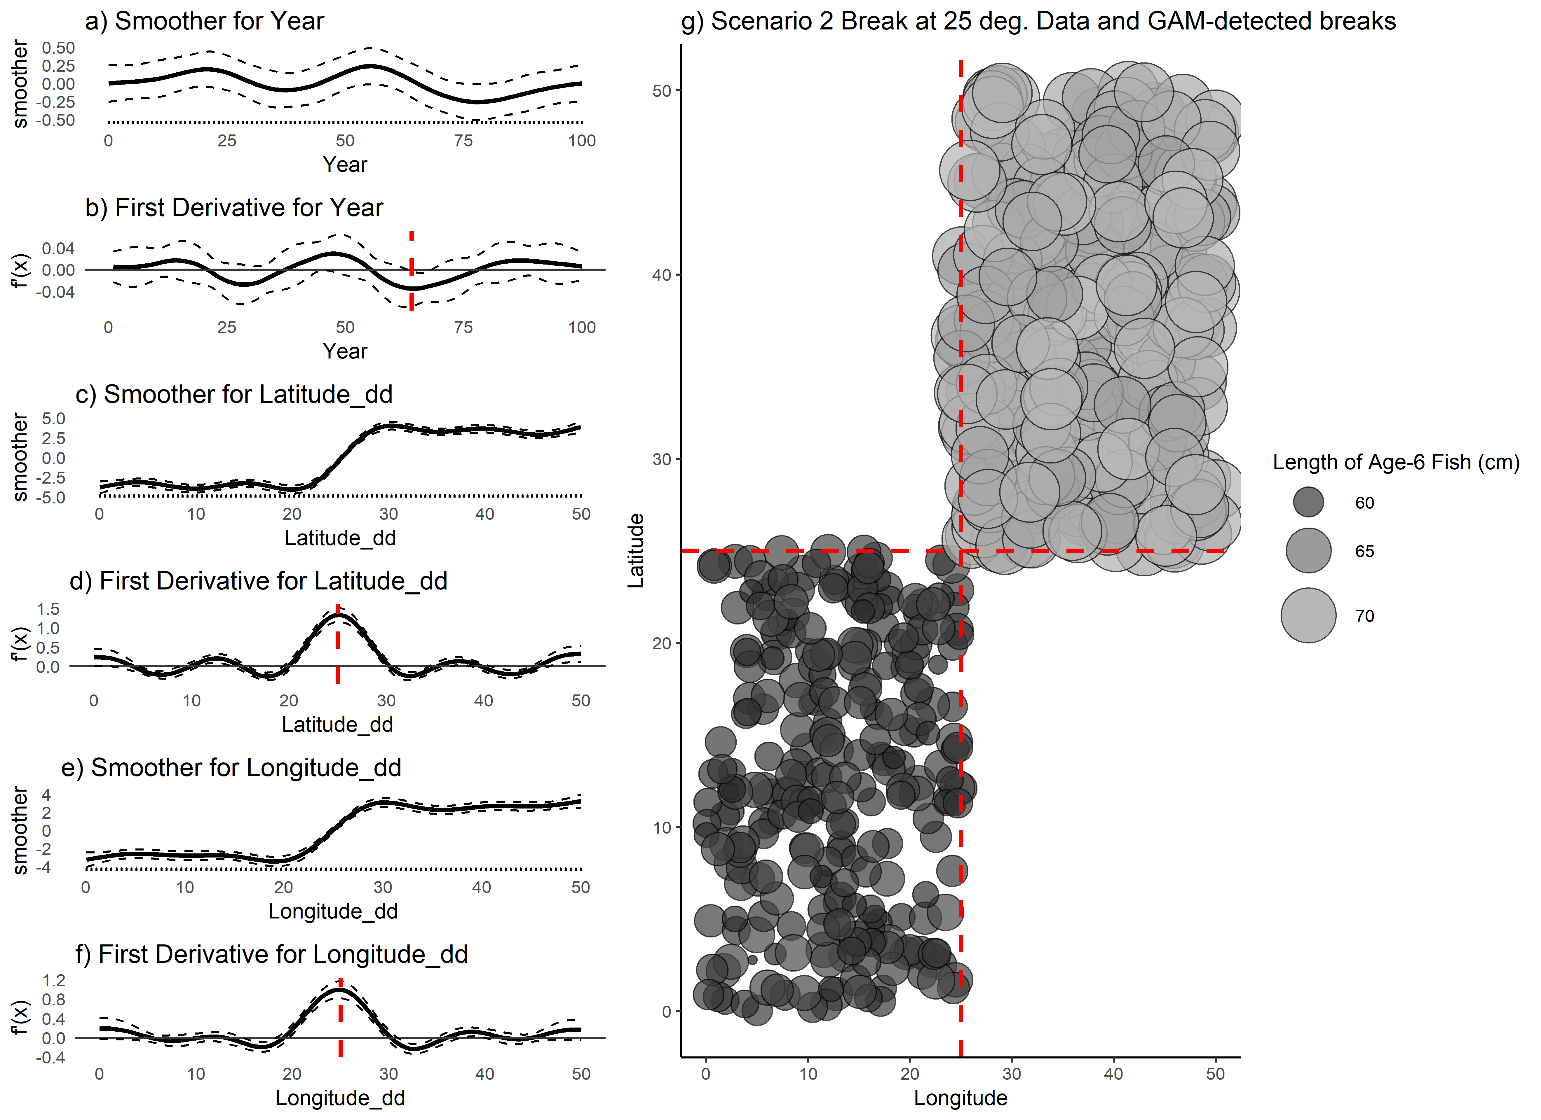 a) Smoother for Year
smoother
0.50
0.25
0.00
-0.25
-0.50
0 25 50 75 100
Year
b) First Derivative for Year
f'(x)
0.04
0.00
-0.04
0 25 50 75 100
Year
c) Smoother for Latitude_dd
smoother
5.0
2.5
0.0
-2.5
-5.0
0 10 20 30 40 50
Latitude_dd
d) First Derivative for Latitude_dd
f'(x)
1.5
1.0
0.5
0.0
0 10 20 30 40 50
Latitude_dd
e) Smoother for Longitude_dd
smoother
4
2
0
-2
-4
0 10 20 30 40 50
Longitude_dd
f) First Derivative for Longitude_dd
f'(x)
1.2
0.8
0.4
0.0
-0.4
0 10 20 30 40 50
Longitude_dd
g) Scenario 2 Break at 25 deg. Data and GAM-detected breaks
Latitude
50
40
30
20
10
0
0 10 20 30 40 50
Longitude
Length of Age-6 Fish (cm)
60
65
70